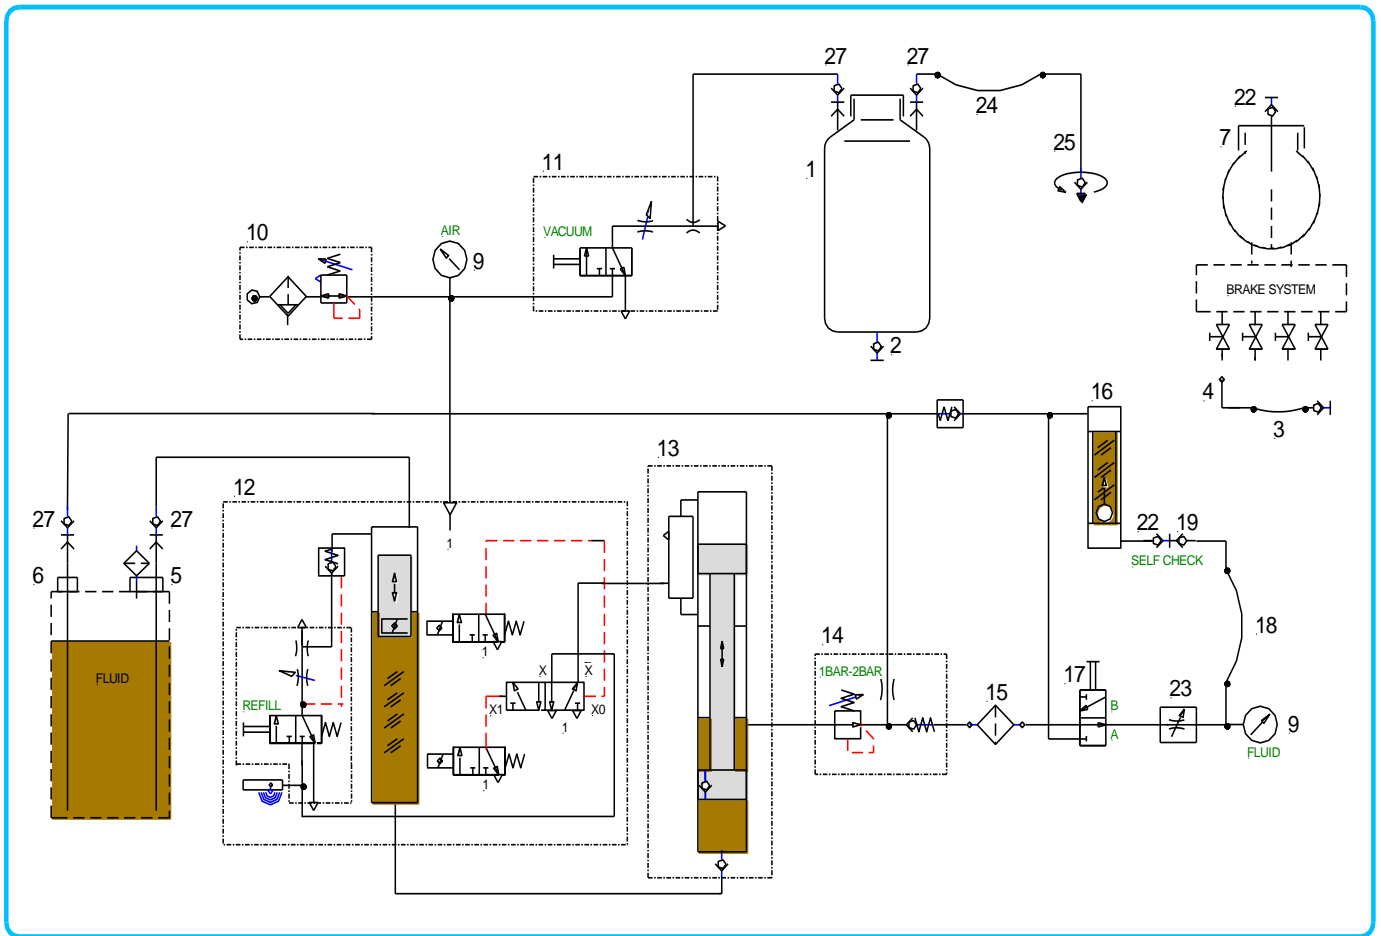 27
27
24
22
7
25
1
11
VACUUM
10
AIR
9
BRAKE SYSTEM
2
16
4
3
13
12
27
27
1
22
19
SELF CHECK
6
5
18
14
1BAR-2BAR
17
15
23
B
A
9
FLUID
FLUID
REFILL
1
X
X̅
X1
X0
1
1